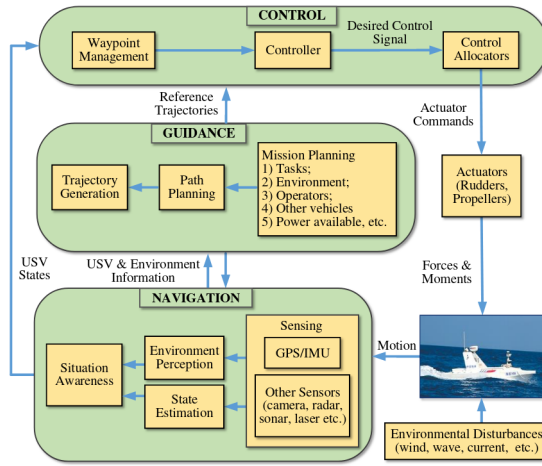 CONTROL
Waypoint
Management
Controller
Desired Control
Signal
Control
Allocators
Reference
Trajectories
Actuator
Commands
GUIDANCE
Trajectory
Generation
Path
Planning
Mission Planning
1) Tasks;
2) Environment;
3) Operators;
4) Other vehicles
5) Power available, etc.
Actuators
(Rudders,
Propellers)
USV
States
USV & Environment
Information
Forces &
Moments
NAVIGATION
Situation
Awareness
Environment
Perception
State
Estimation
Sensing
GPS/IMU
Other Sensors
(camera, radar,
sonar, laser etc.)
Motion
Environmental Disturbances
(wind, wave, current, etc.)